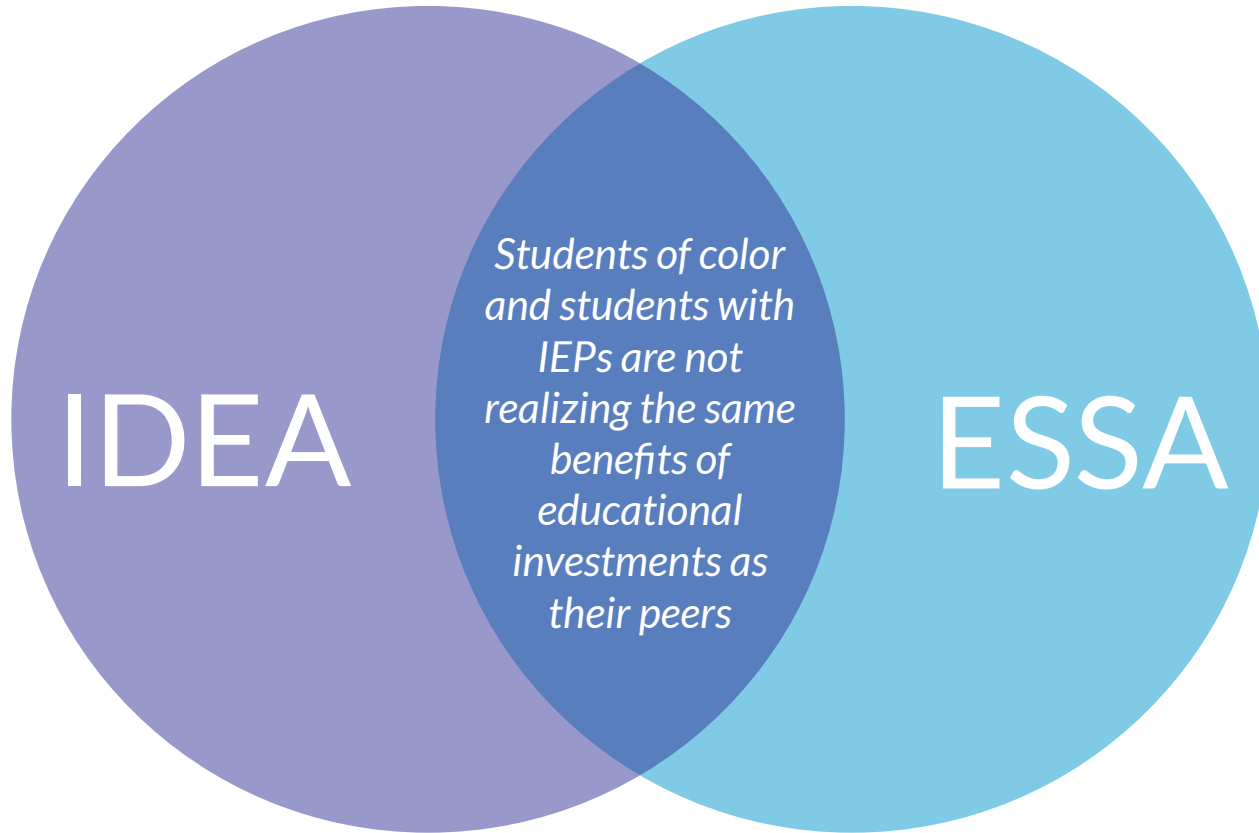 IDEA
Students of color
and students with
IEPs are not
realizing the same
benefits of
educational
investments as
their peers
ESSA